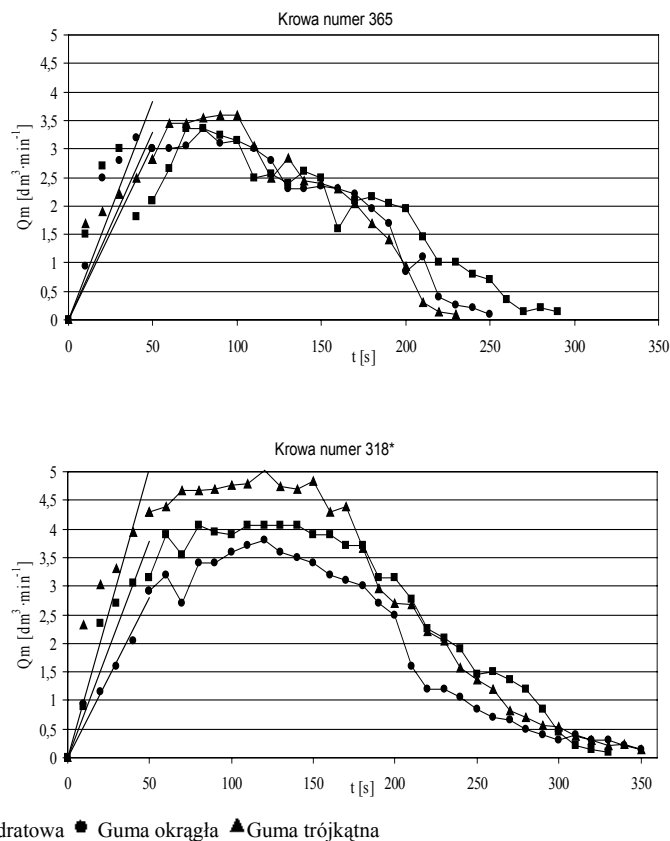 Krowa numer 365
5
4,5
4
3,5
3
2,5
2
1,5
1
0,5
0
Qm [dm³·min⁻¹]
0 50 100 150 200 250 300 350
t [s]
Krowa numer 318*
5
4,5
4
3,5
3
2,5
2
1,5
1
0,5
0
Qm [dm³·min⁻¹]
0 50 100 150 200 250 300 350
t [s]
dratowa ● Guma okrągła ▲Guma trójkątna